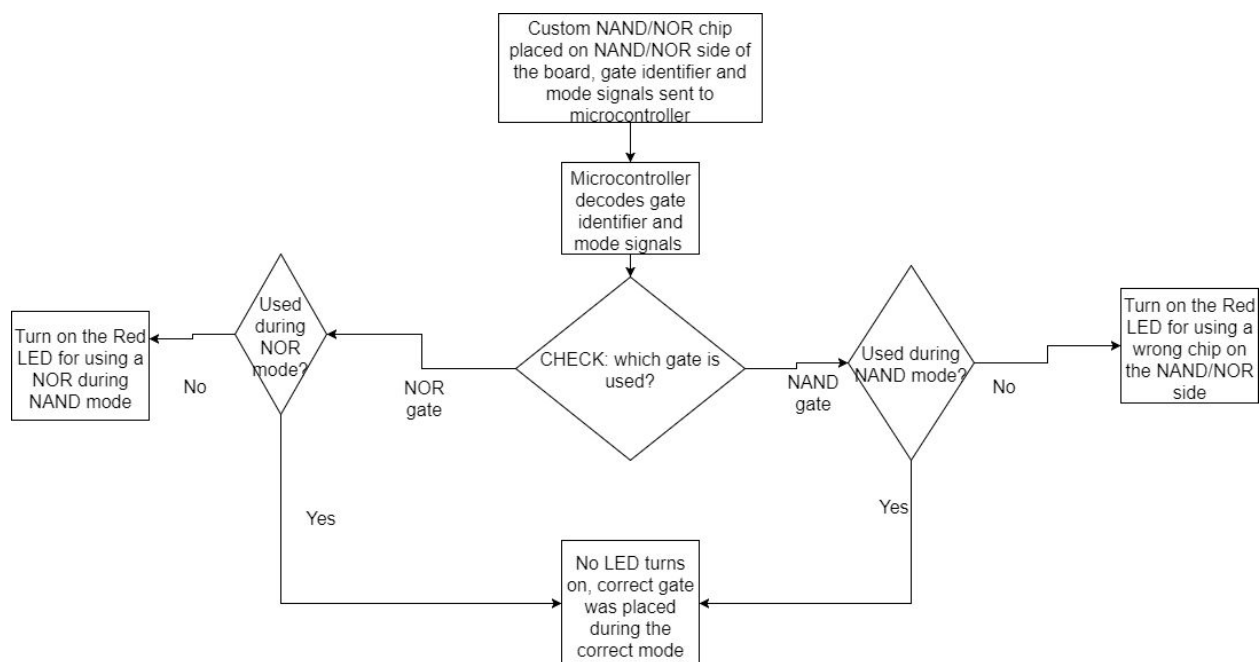 Custom NAND/NOR chip
placed on NAND/NOR side of
the board, gate identifier and
mode signals sent to
microcontroller
Microcontroller
decodes gate
identifier and
mode signals
Turn on the Red
LED for using a
NOR during
NAND mode
No
Used
during
NOR
mode?
NOR
gate
CHECK: which gate is
used?
NAND
gate
Used during
NAND mode?
No
Turn on the Red
LED for using a
wrong chip on
the NAND/NOR
side
Yes
Yes
No LED turns
on, correct gate
was placed
during the
correct mode